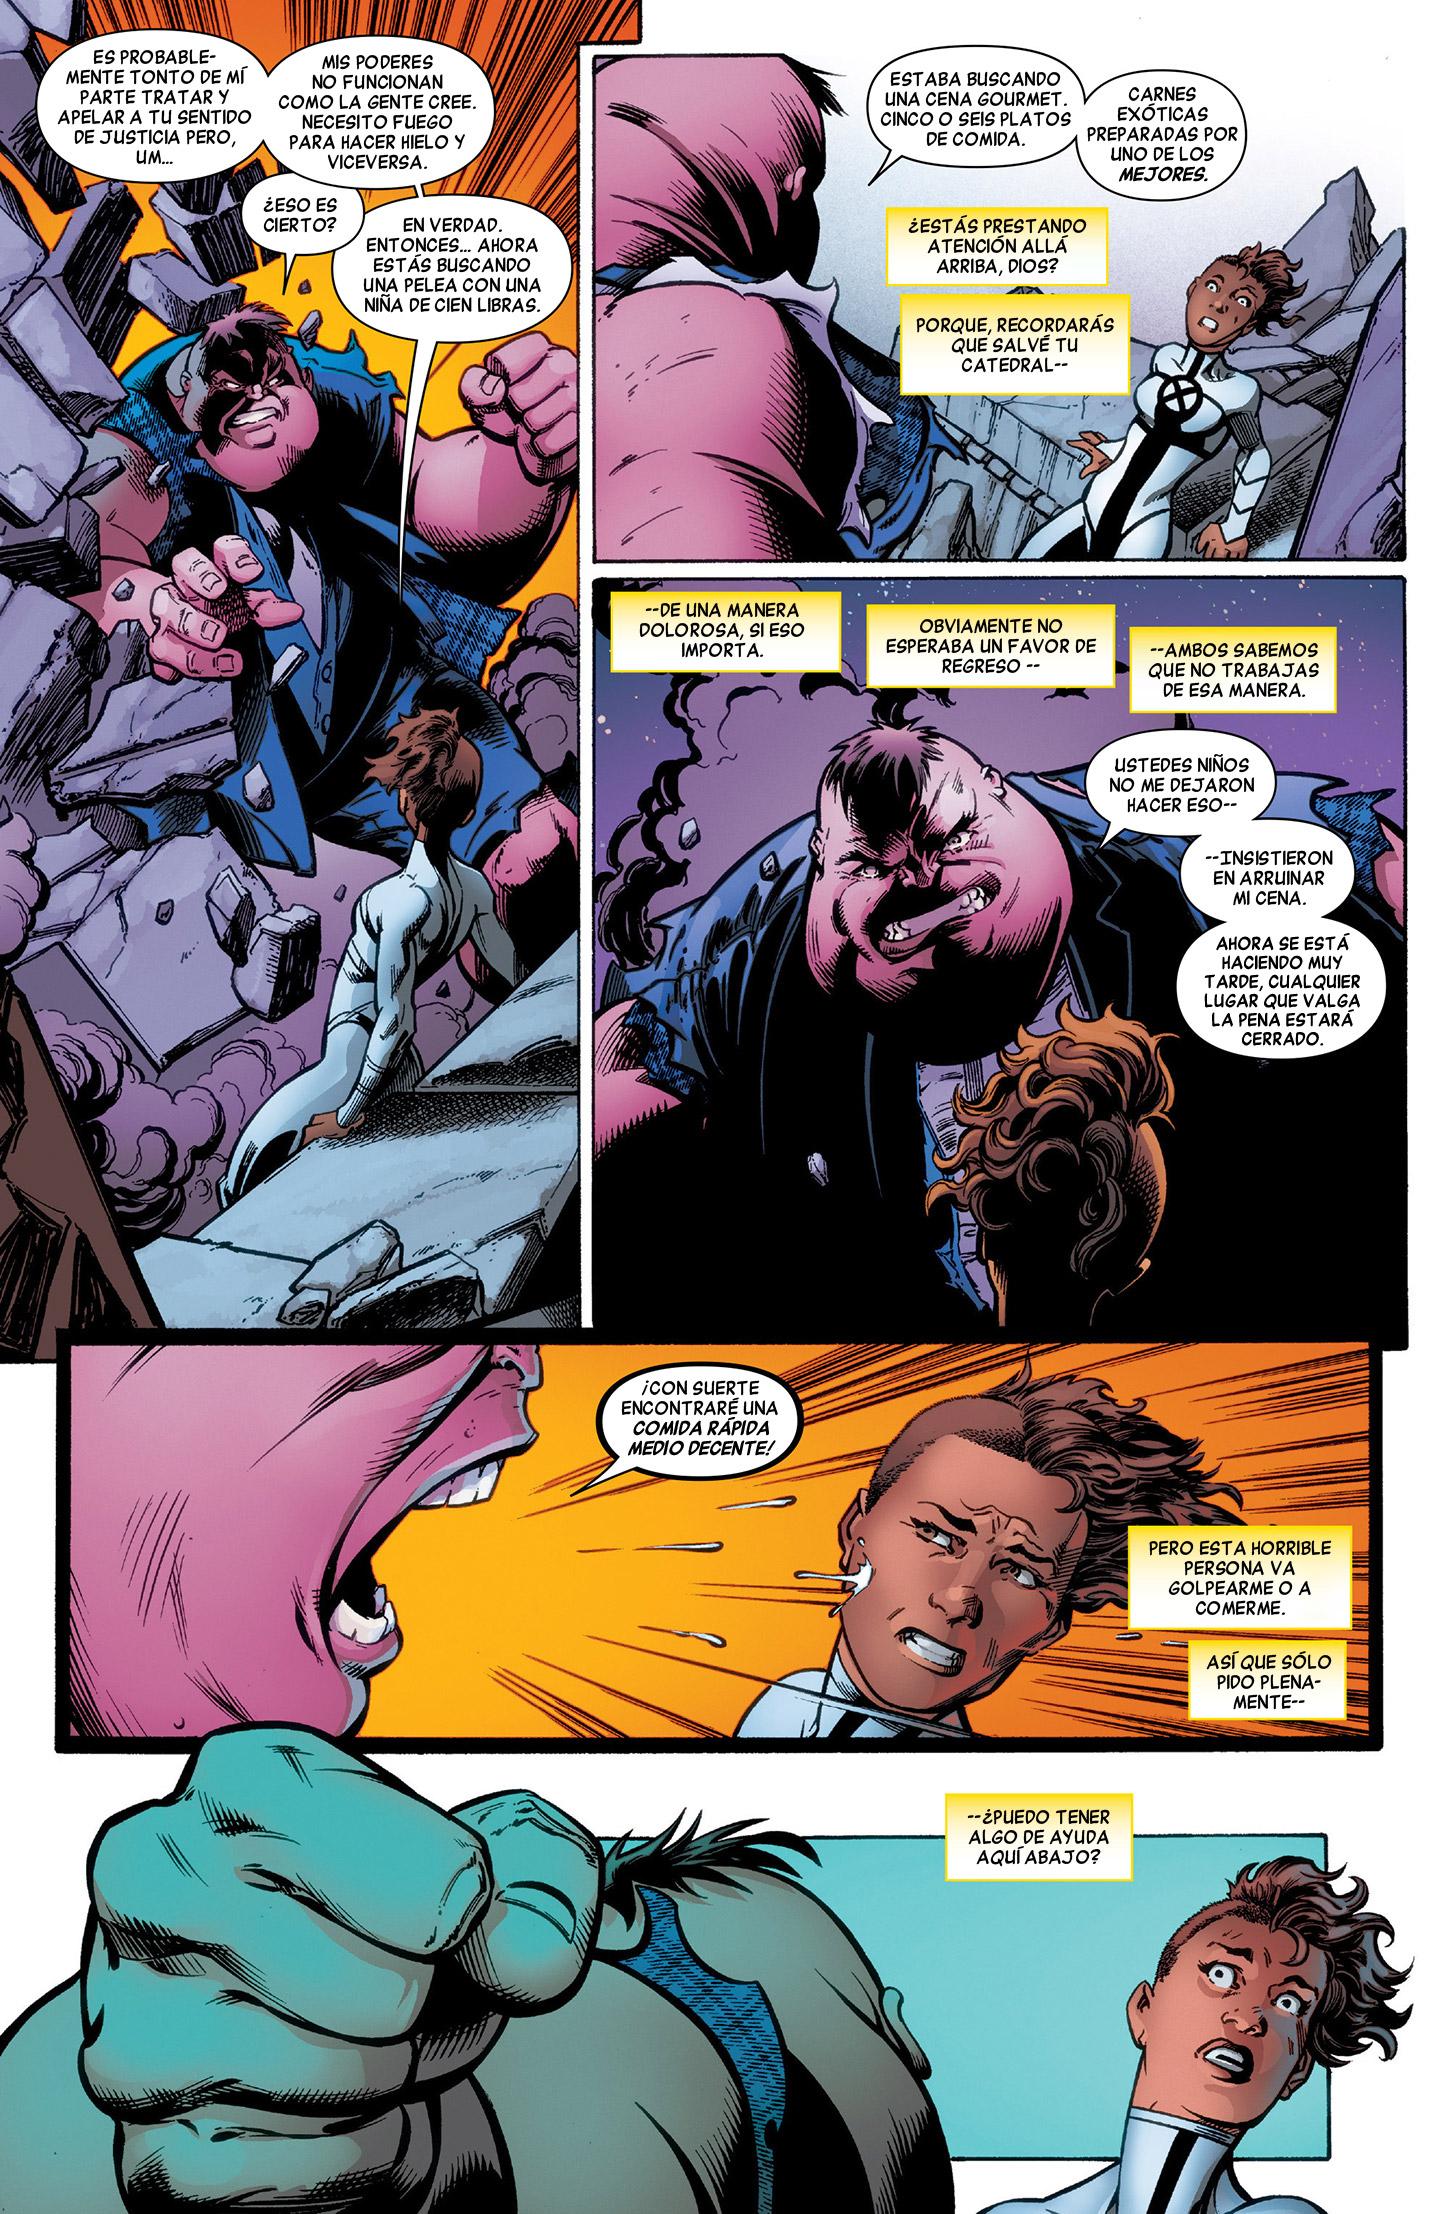 ES PROBABLE-
MENTE TONTO DE MÍ
PARTE TRATAR Y
APELAR A TU SENTIDO
DE JUSTICIA PERO,
UM...
MIS PODERES
NO FUNCIONAN
COMO LA GENTE CREE.
NECESITO FUEGO
PARA HACER HIELO Y
VICEVERSA.
¿ESO ES
CIERTO?
EN VERDAD.
ENTONCES... AHORA
ESTÁS BUSCANDO
UNA PELEA CON UNA
NIÑA DE CIEN LIBRAS.
ESTABA BUSCANDO
UNA CENA GOURMET.
CINCO O SEIS PLATOS
DE COMIDA.
CARNES
EXÓTICAS
PREPARADAS POR
UNO DE LOS
MEJORES.
¿ESTÁS PRESTANDO
ATENCIÓN ALLÁ
ARRIBA, DIOS?
PORQUE, RECORDARÁS
QUE SALVÉ TU
CATEDRAL--
--DE UNA MANERA
DOLOROSA, SI ESO
IMPORTA.
OBVIAMENTE NO
ESPERABA UN FAVOR DE
REGRESO --
--AMBOS SABEMOS
QUE NO TRABAJAS
DE ESA MANERA.
USTEDES NIÑOS
NO ME DEJARON
HACER ESO--
--INSISTIERON
EN ARRUINAR
MI CENA.
AHORA SE ESTÁ
HACIENDO MUY
TARDE, CUALQUIER
LUGAR QUE VALGA
LA PENA ESTARÁ
CERRADO.
¡CON SUERTE
ENCONTRARÉ UNA
COMIDA RÁPIDA
MEDIO DECENTE!
PERO ESTA HORRIBLE
PERSONA VA
GOLPEARME O A
COMERME.
ASÍ QUE SÓLO
PIDO PLENA-
MENTE--
--¿PUEDO TENER
ALGO DE AYUDA
AQUÍ ABAJO?